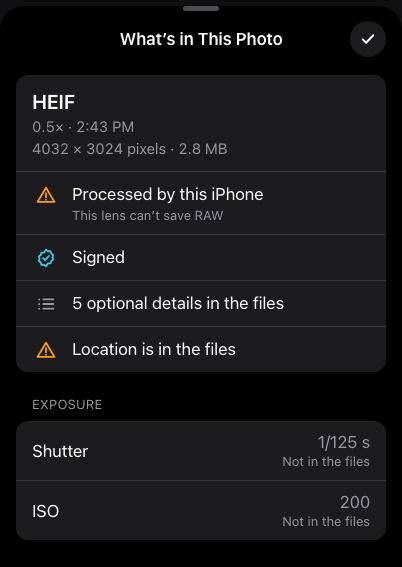 What's in This Photo
HEIF
0.5× · 2:43 PM
4032 × 3024 pixels · 2.8 MB
Processed by this iPhone
This lens can't save RAW
Signed
5 optional details in the files
Location is in the files
EXPOSURE
Shutter
1/125 s
Not in the files
ISO
200
Not in the files